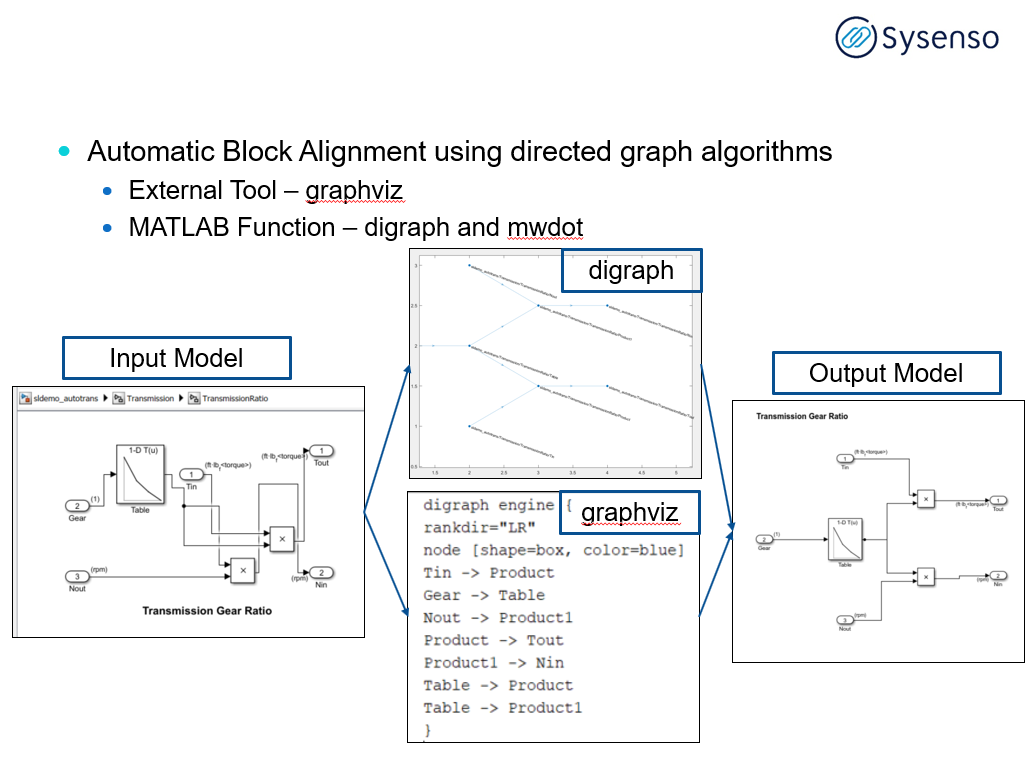 Sysenso
Automatic Block Alignment using directed graph algorithms
External Tool – graphviz
MATLAB Function – digraph and mwdot
Input Model
sldemo_autotrans Transmission TransmissionRatio
1-D T(u)
Table
2
Gear
(1)
1
Tin
(ft·lb_f<torque>)
(ft·lb_f<torque>)
1
Tout
×
×
3
Nout
(rpm)
(rpm)
2
Nin
Transmission Gear Ratio
digraph
3
2.5
2
1.5
1
0.5
1.5 2 2.5 3 3.5 4 4.5 5
graphviz
digraph engine {
rankdir="LR"
node [shape=box, color=blue]
Tin -> Product
Gear -> Table
Nout -> Product1
Product -> Tout
Product1 -> Nin
Table -> Product
Table -> Product1
}
Output Model
Transmission Gear Ratio
1
Tin
(ft·lb_f<torque>)
×
(ft·lb_f<torque>)
1
Tout
1-D T(u)
Table
2
Gear
(1)
×
(rpm)
2
Nin
3
Nout
(rpm)